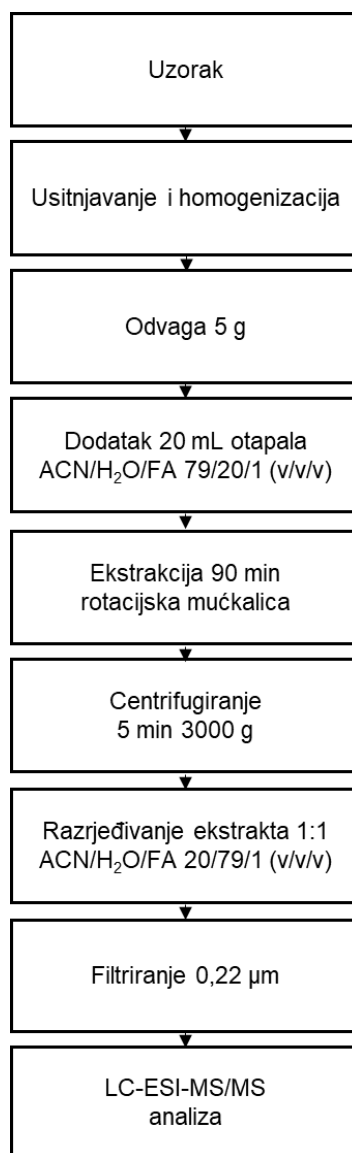 Uzorak
Usitnjavanje i homogenizacija
Odvaga 5 g
Dodatak 20 mL otapala
ACN/H₂O/FA 79/20/1 (v/v/v)
Ekstrakcija 90 min
rotacijska mućkalica
Centrifugiranje
5 min 3000 g
Razrjeđivanje ekstrakta 1:1
ACN/H₂O/FA 20/79/1 (v/v/v)
Filtriranje 0,22 µm
LC-ESI-MS/MS
analiza